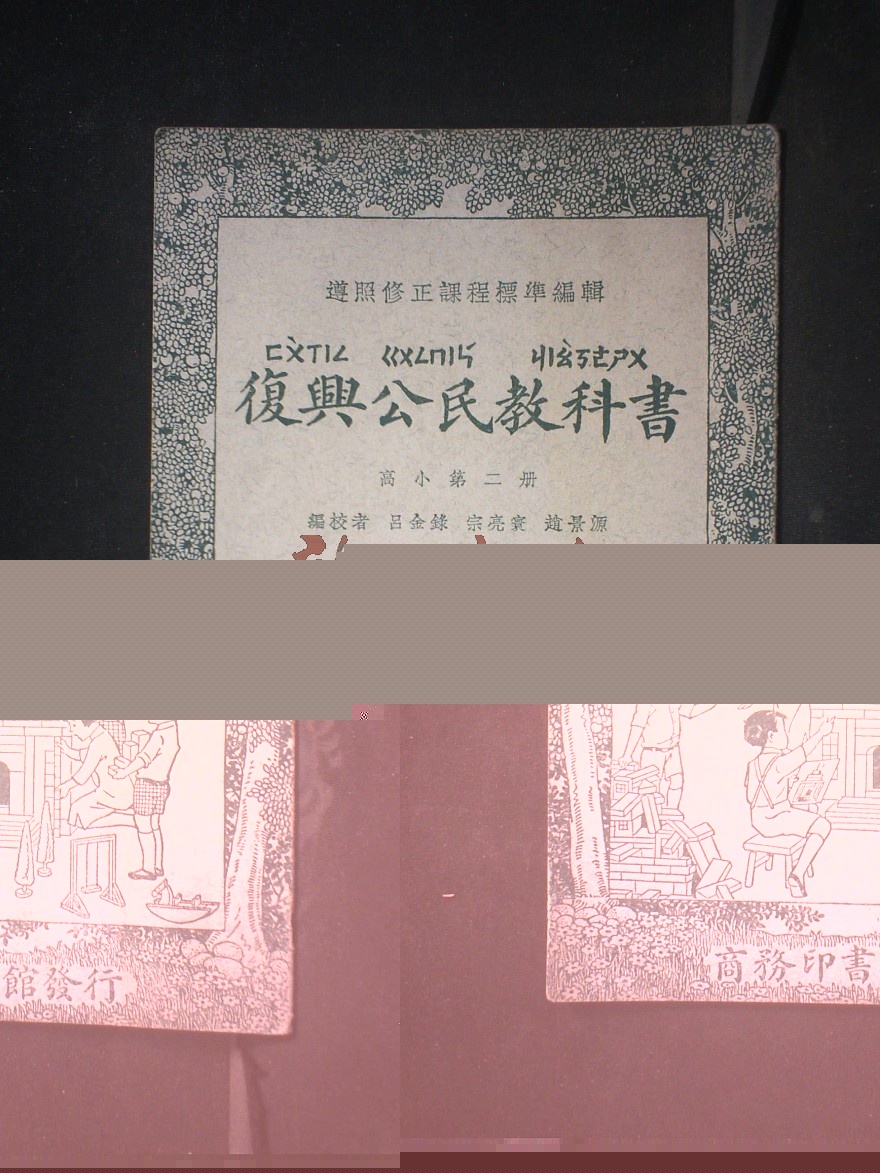 遵照修正課程標準編輯
ㄈㄨˋㄒㄧㄥ ㄍㄨㄥㄇㄧㄣˊ ㄐㄧㄠˋㄎㄜㄕㄨ
復興公民教科書
高小第二册
編校者 呂金錄 宗亮寰 趙景源
館發行
商務印書